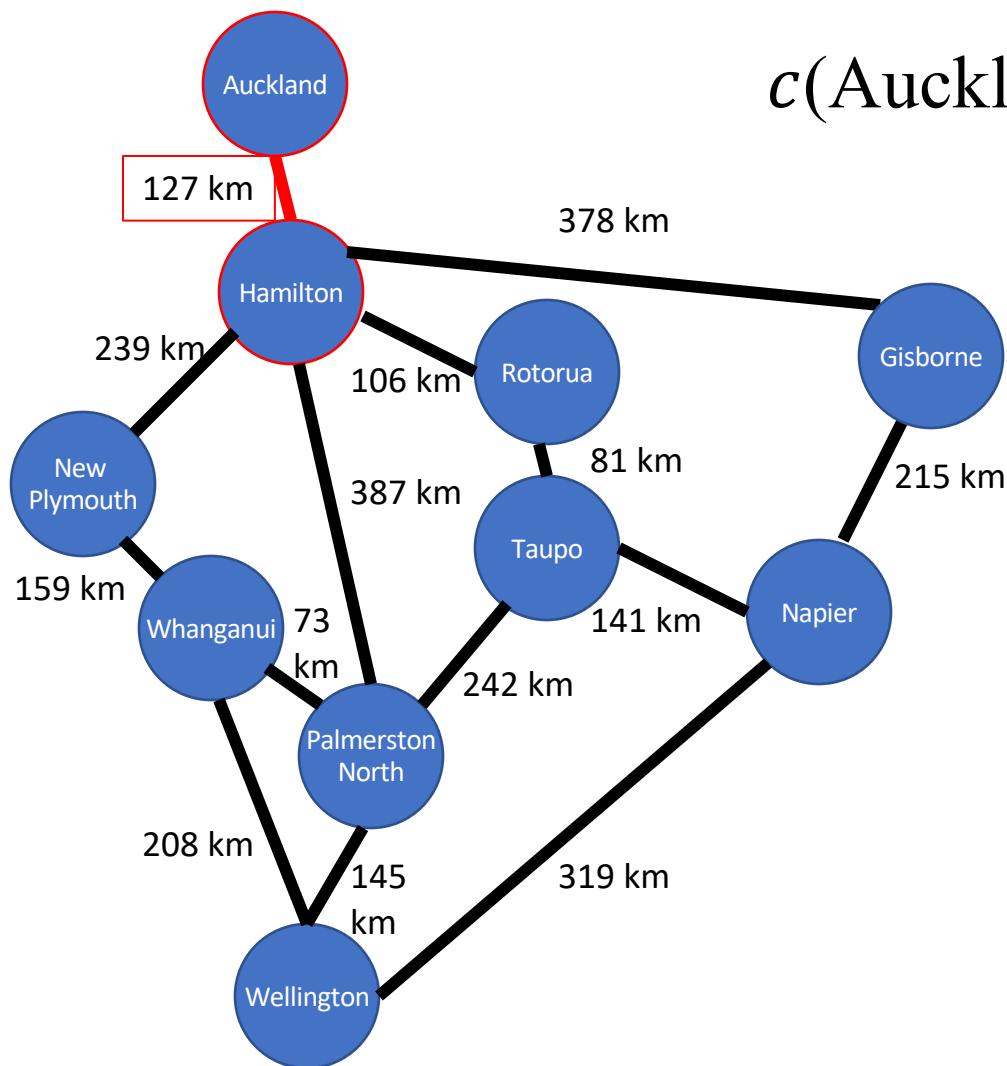 Auckland
𝑐(Auckl
127 km
378 km
Hamilton
239 km
106 km
Rotorua
Gisborne
New
Plymouth
387 km
81 km
215 km
Taupo
159 km
Whanganui
73
km
141 km
Napier
242 km
Palmerston
North
208 km
145
km
319 km
Wellington